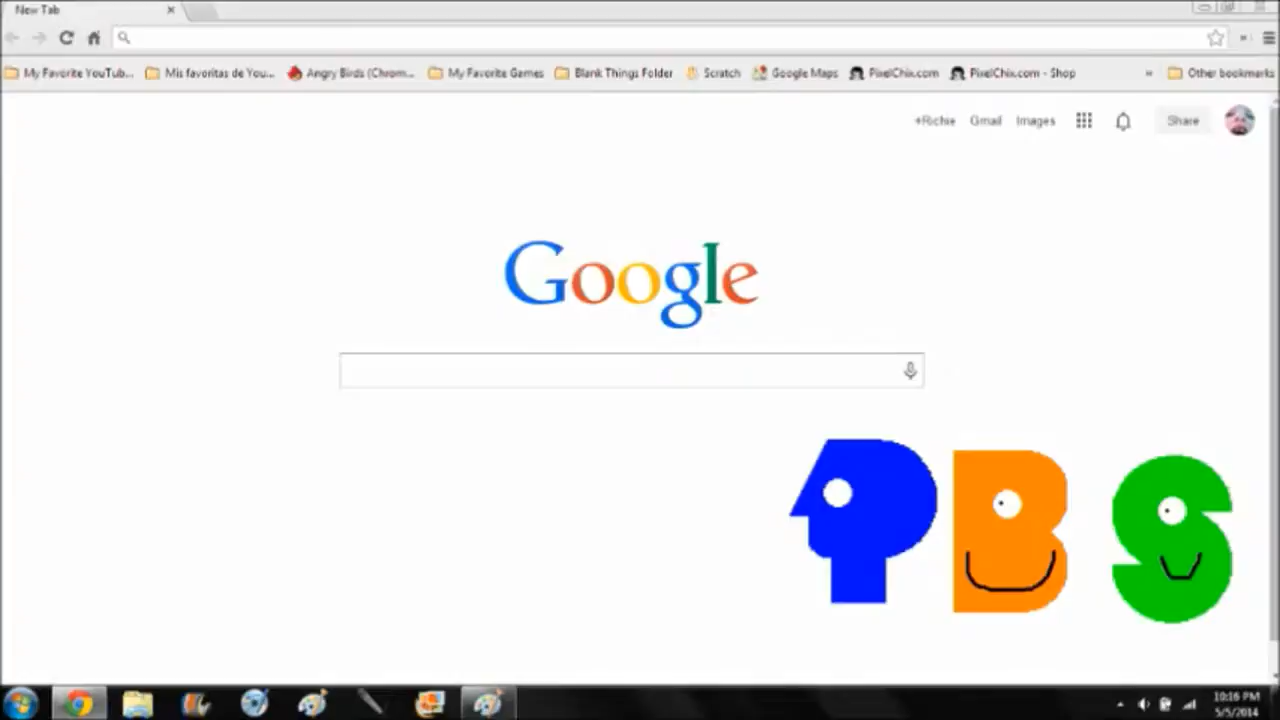 New Tab
My Favorite YouTub... Mis favoritas de You... Angry Birds (Chrom... My Favorite Games Blank Things Folder Scratch Google Maps PixelChix.com PixelChix.com - Shop » Other bookmarks
+Richie Gmail Images Share
Google
PBS
10:16 PM
5/5/2014